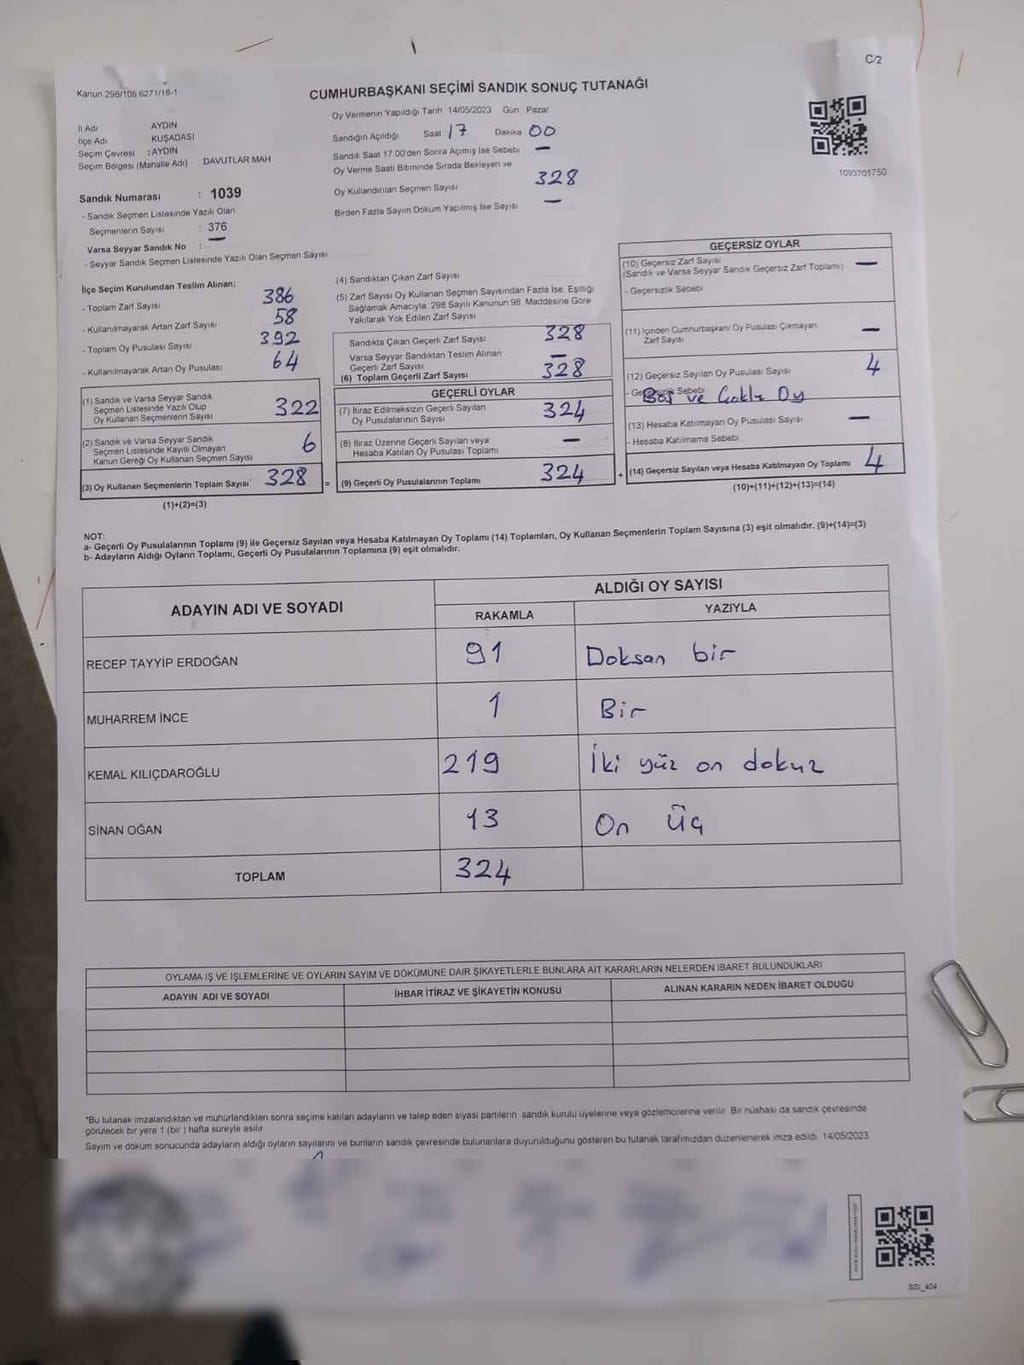 C/2
Kanun 298/106 6271/16-1
CUMHURBAŞKANI SEÇİMİ SANDIK SONUÇ TUTANAĞI
Oy Vermenin Yapıldığı Tarih 14/05/2023 Gün Pazar
İl Adı AYDIN
İlçe Adı KUŞADASI
Seçim Çevresi : AYDIN
Seçim Bölgesi (Mahalle Adı) DAVUTLAR MAH
Sandığın Açıldığı Saat 17 Dakika 00
Sandık Saat 17 00'den Sonra Açımış İse Sebebi —
Oy Verme Saati Bitiminde Sırada Bekleyen ve
Oy Kullandırılan Seçmen Sayısı 328
Birden Fazla Sayım Döküm Yapılmış İse Sayısı —
1093701750
Sandık Numarası : 1039
- Sandık Seçmen Listesinde Yazılı Olan
Seçmenlerin Sayısı : 376
Varsa Seyyar Sandık No : —
- Seyyar Sandık Seçmen Listesinde Yazılı Olan Seçmen Sayısı
İlçe Seçim Kurulundan Teslim Alınan;
- Toplam Zarf Sayısı 386
- Kullanılmayarak Artan Zarf Sayısı 58
- Toplam Oy Pusulası Sayısı 392
- Kullanılmayarak Artan Oy Pusulası 64
(1) Sandık ve Varsa Seyyar Sandık
Seçmen Listesinde Yazılı Olup
Oy Kullanan Seçmenlerin Sayısı 322
(2) Sandık ve Varsa Seyyar Sandık
Seçmen Listesinde Kayıtlı Olmayan
Kanun Gereği Oy Kullanan Seçmen Sayısı 6
(3) Oy Kullanan Seçmenlerin Toplam Sayısı 328 =
(1)+(2)=(3)
(4) Sandıktan Çıkan Zarf Sayısı
(5) Zarf Sayısı Oy Kullanan Seçmen Sayısından Fazla İse, Eşitliği
Sağlamak Amacıyla, 298 Sayılı Kanunun 98. Maddesine Göre
Yakılarak Yok Edilen Zarf Sayısı
Sandıkta Çıkan Geçerli Zarf Sayısı 328
Varsa Seyyar Sandıktan Teslim Alınan
Geçerli Zarf Sayısı —
(6) Toplam Geçerli Zarf Sayısı 328
GEÇERLİ OYLAR
(7) İtiraz Edilmeksizin Geçerli Sayılan
Oy Pusulasının Sayısı 324
(8) İtiraz Üzerine Geçerli Sayılan veya
Hesaba Katılan Oy Pusulası Toplamı —
(9) Geçerli Oy Pusulalarının Toplamı 324 +
GEÇERSİZ OYLAR
(10) Geçersiz Zarf Sayısı —
(Sandık ve Varsa Seyyar Sandık Geçersiz Zarf Toplamı)
- Geçersizlik Sebebi
(11) İçinden Cumhurbaşkanı Oy Pusulası Çıkmayan
Zarf Sayısı —
(12) Geçersiz Sayılan Oy Pusulası Sayısı 4
Boş ve Çoklu Oy
(13) Hesaba Katılmayan Oy Pusulası Sayısı —
- Hesaba Katılmama Sebebi
(14) Geçersiz Sayılan veya Hesaba Katılmayan Oy Toplamı 4
(10)+(11)+(12)+(13)=(14)
NOT:
a- Geçerli Oy Pusulalarının Toplamı (9) ile Geçersiz Sayılan veya Hesaba Katılmayan Oy Toplamı (14) Toplamları, Oy Kullanan Seçmenlerin Toplam Sayısına (3) eşit olmalıdır. (9)+(14)=(3)
b- Adayların Aldığı Oyların Toplamı, Geçerli Oy Pusulalarının Toplamına (9) eşit olmalıdır.
ADAYIN ADI VE SOYADI ALDIĞI OY SAYISI
RAKAMLA YAZIYLA
RECEP TAYYİP ERDOĞAN 91 Doksan bir
MUHARREM İNCE 1 Bir
KEMAL KILIÇDAROĞLU 219 İki yüz on dokuz
SİNAN OĞAN 13 On üç
TOPLAM 324
OYLAMA İŞ VE İŞLEMLERİNE VE OYLARIN SAYIM VE DÖKÜMÜNE DAİR ŞİKAYETLERLE BUNLARA AİT KARARLARIN NELERDEN İBARET BULUNDUKLARI
ADAYIN ADI VE SOYADI İHBAR İTİRAZ VE ŞİKAYETİN KONUSU ALINAN KARARIN NEDEN İBARET OLDUĞU
*Bu tutanak imzalandıktan ve mühürlendikten sonra seçime katılan adayların ve talep eden siyasi partilerin sandık kurulu üyelerine veya gözlemcilerine verilir. Bir nüshası da sandık çevresinde
görülecek bir yere 1 (bir) hafta süreyle asılır
Sayım ve döküm sonucunda adayların aldığı oyların sayılarını ve bunların sandık çevresinde bulunanlara duyurulduğunu gösteren bu tutanak tarafımızdan düzenlenerek imza edildi. 14/05/2023
SSI_404